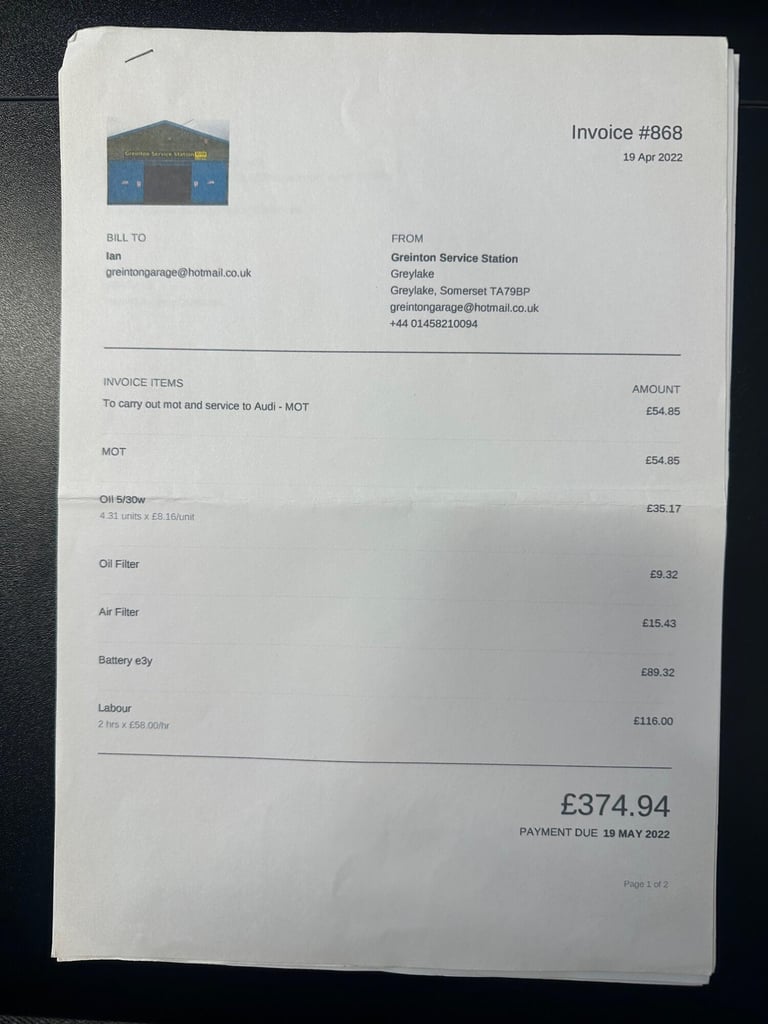 Greinton Service Station
Invoice #868
19 Apr 2022
BILL TO
Ian
greintongarage@hotmail.co.uk
FROM
Greinton Service Station
Greylake
Greylake, Somerset TA79BP
greintongarage@hotmail.co.uk
+44 01458210094
INVOICE ITEMS
AMOUNT
To carry out mot and service to Audi - MOT
£54.85
MOT
£54.85
Oil 5/30w
4.31 units x £8.16/unit
£35.17
Oil Filter
£9.32
Air Filter
£15.43
Battery e3y
£89.32
Labour
2 hrs x £58.00/hr
£116.00
£374.94
PAYMENT DUE 19 MAY 2022
Page 1 of 2